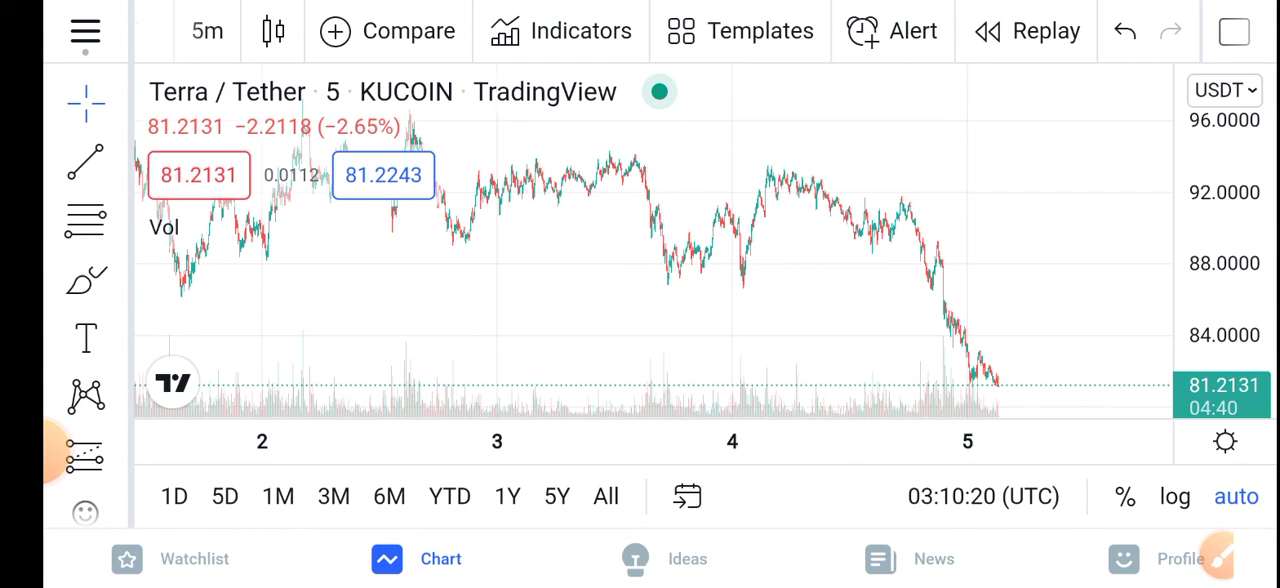 5m Compare Indicators Templates Alert Replay
Terra / Tether · 5 · KUCOIN · TradingView
USDT
81.2131 −2.2118 (−2.65%)
81.2131 0.0112 81.2243
Vol
96.0000
92.0000
88.0000
84.0000
81.2131
04:40
2 3 4 5
1D 5D 1M 3M 6M YTD 1Y 5Y All 03:10:20 (UTC) % log auto
Watchlist Chart Ideas News Profile